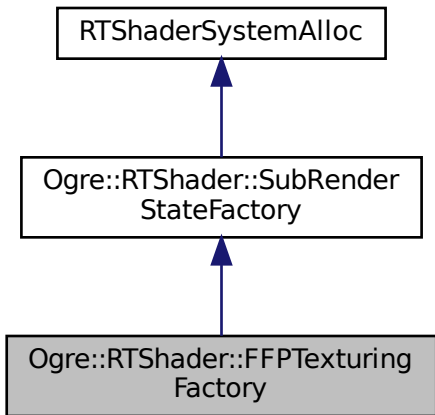 RTShaderSystemAlloc
Ogre::RTShader::SubRender
StateFactory
Ogre::RTShader::FFPTexturing
Factory